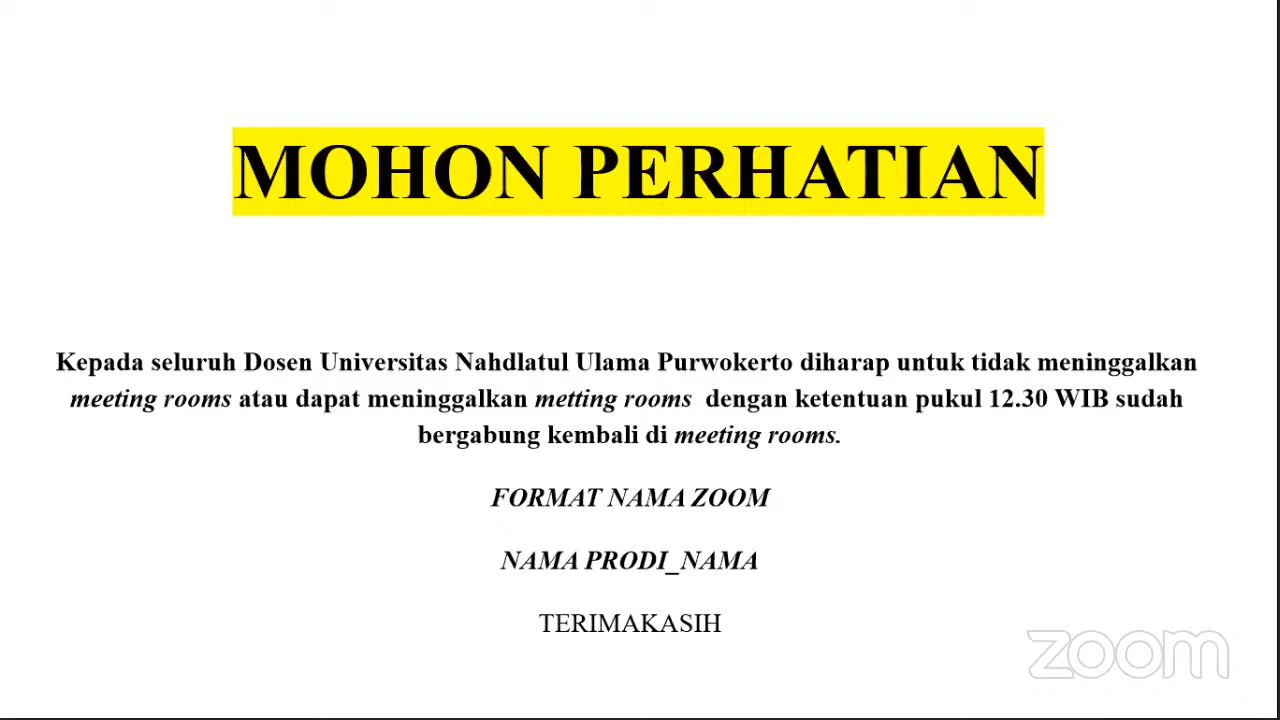 MOHON PERHATIAN
Kepada seluruh Dosen Universitas Nahdlatul Ulama Purwokerto diharap untuk tidak meninggalkan
meeting rooms atau dapat meninggalkan metting rooms dengan ketentuan pukul 12.30 WIB sudah
bergabung kembali di meeting rooms.
FORMAT NAMA ZOOM
NAMA PRODI_NAMA
TERIMAKASIH
zoom